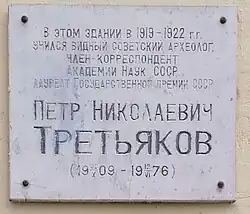 В этом здании в 1919-1922 г.г.
учился видный советский археолог,
член-корреспондент
Академии Наук СССР,
лауреат Государственной премии СССР
Петр Николаевич
Третьяков